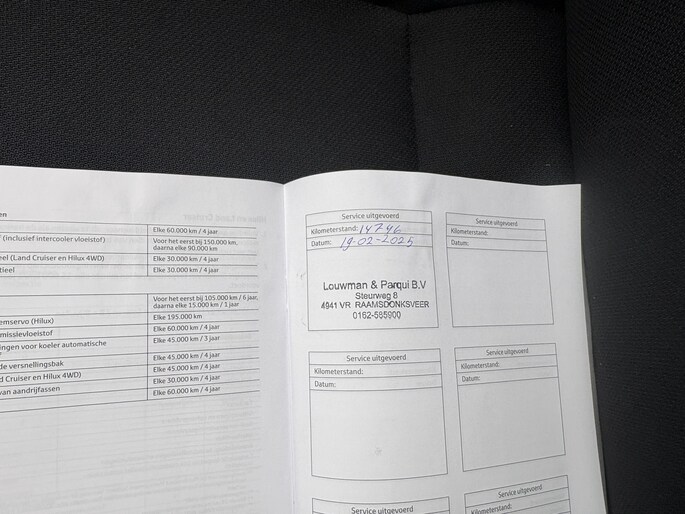 en
Elke 60.000 km / 4 jaar
f (inclusief intercooler vloeistof)
Voor het eerst bij 150.000 km,
daarna elke 90.000 km
eel (Land Cruiser en Hilux 4WD)
Elke 30.000 km / 4 jaar
tieel
Elke 30.000 km / 4 jaar
Voor het eerst bij 105.000 km / 6 jaar,
daarna elke 15.000 km / 1 jaar
emservo (Hilux)
Elke 195.000 km
missievloeistof
Elke 60.000 km / 4 jaar
ingen voor koeler automatische
Elke 45.000 km / 3 jaar
de versnellingsbak
Elke 45.000 km / 4 jaar
d Cruiser en Hilux 4WD)
Elke 45.000 km / 4 jaar
Elke 30.000 km / 4 jaar
van aandrijfassen
Elke 60.000 km / 4 jaar
Service uitgevoerd
Kilometerstand: 14746
Datum: 19-02-2025
Louwman & Parqui B.V
Steurweg 8
4941 VR RAAMSDONKSVEER
0162-585900
Service uitgevoerd
Kilometerstand:
Datum:
Service uitgevoerd
Kilometerstand:
Datum:
Service uitgevoerd
Kilometerstand:
Datum:
Service uitgevoerd
Kilometerstand:
Service uitgevoerd